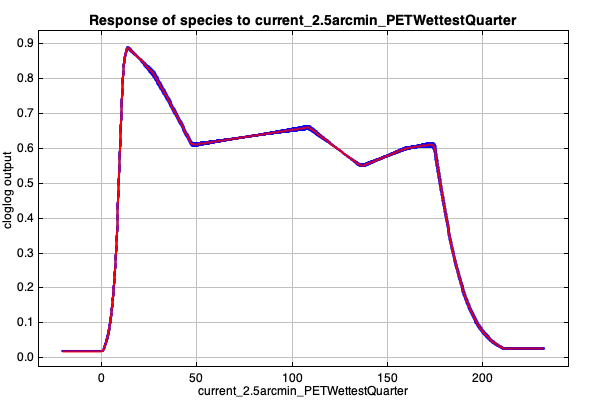 Response of species to current_2.5arcmin_PETWettestQuarter
cloglog output
0.9
0.8
0.7
0.6
0.5
0.4
0.3
0.2
0.1
0.0
0 50 100 150 200
current_2.5arcmin_PETWettestQuarter